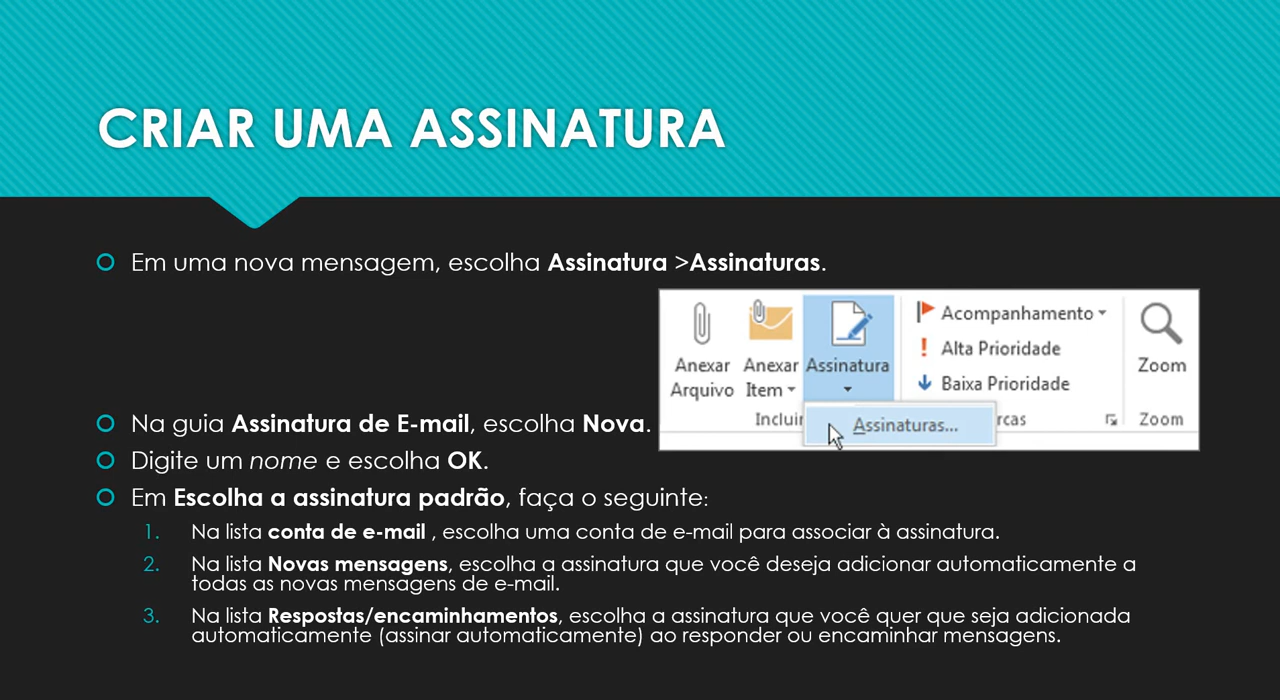 CRIAR UMA ASSINATURA
Em uma nova mensagem, escolha Assinatura >Assinaturas.
Anexar Arquivo
Anexar Item
Assinatura
Acompanhamento
Alta Prioridade
Baixa Prioridade
Zoom
Assinaturas...
Zoom
Na guia Assinatura de E-mail, escolha Nova.
Digite um nome e escolha OK.
Em Escolha a assinatura padrão, faça o seguinte:
1. Na lista conta de e-mail , escolha uma conta de e-mail para associar à assinatura.
2. Na lista Novas mensagens, escolha a assinatura que você deseja adicionar automaticamente a
todas as novas mensagens de e-mail.
3. Na lista Respostas/encaminhamentos, escolha a assinatura que você quer que seja adicionada
automaticamente (assinar automaticamente) ao responder ou encaminhar mensagens.